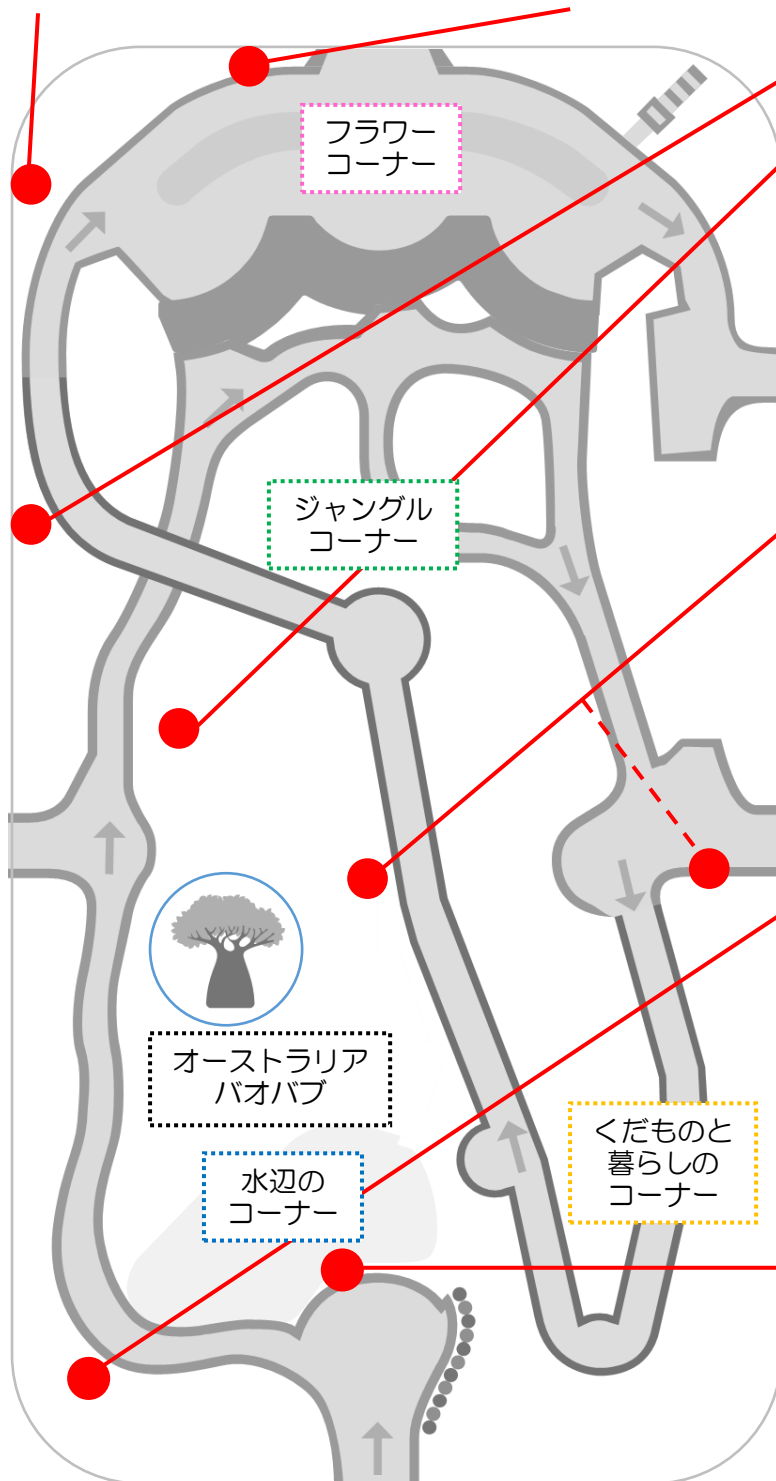 フラワー
コーナー
ジャングル
コーナー
オーストラリア
バオバブ
水辺の
コーナー
くだものと
暮らしの
コーナー